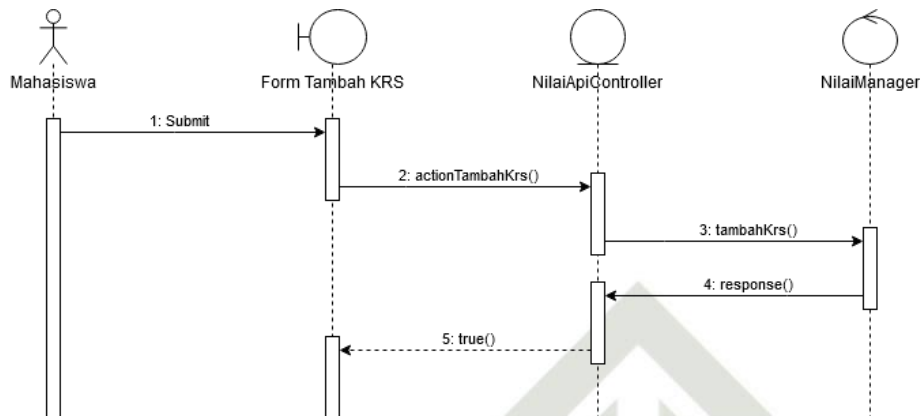 Mahasiswa
Form Tambah KRS
NilaiApiController
NilaiManager
1: Submit
2: actionTambahKrs()
3: tambahKrs()
4: response()
5: true()